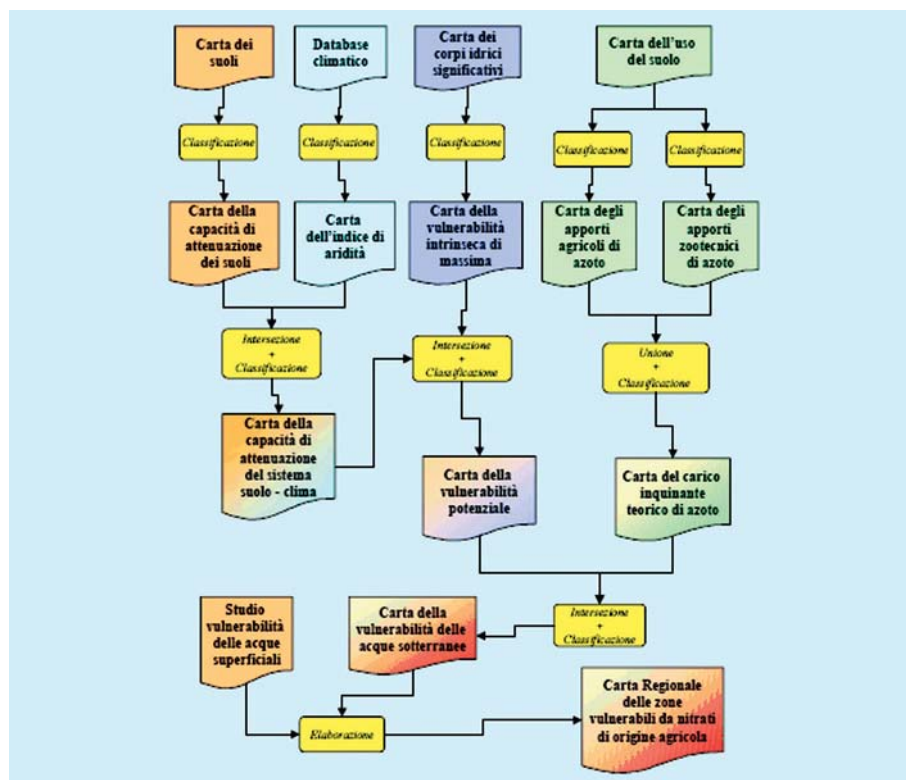 Carta dei
suoli
Database
climatico
Carta dei
corpi idrici
significativi
Carta dell'uso
del suolo
Classificazione
Classificazione
Classificazione
Classificazione
Classificazione
Carta della
capacità di
attenuazione
dei suoli
Carta
dell'indice di
aridità
Carta della
vulnerabilità
intrinseca di
massima
Carta degli
apporti
agricoli di
azoto
Carta degli
apporti
zootecnici
di azoto
Intersezione
+
Classificazione
Intersezione
+
Classificazione
Unione
+
Classificazione
Carta della
capacità di
attenuazione
del sistema
suolo - clima
Carta della
vulnerabilità
potenziale
Carta del carico
inquinante
teorico di azoto
Studio
vulnerabilità
delle acque
superficiali
Carta della
vulnerabilità delle
acque sotterranee
Intersezione
+
Classificazione
Elaborazione
Carta Regionale
delle zone
vulnerabili da nitrati
di origine agricola